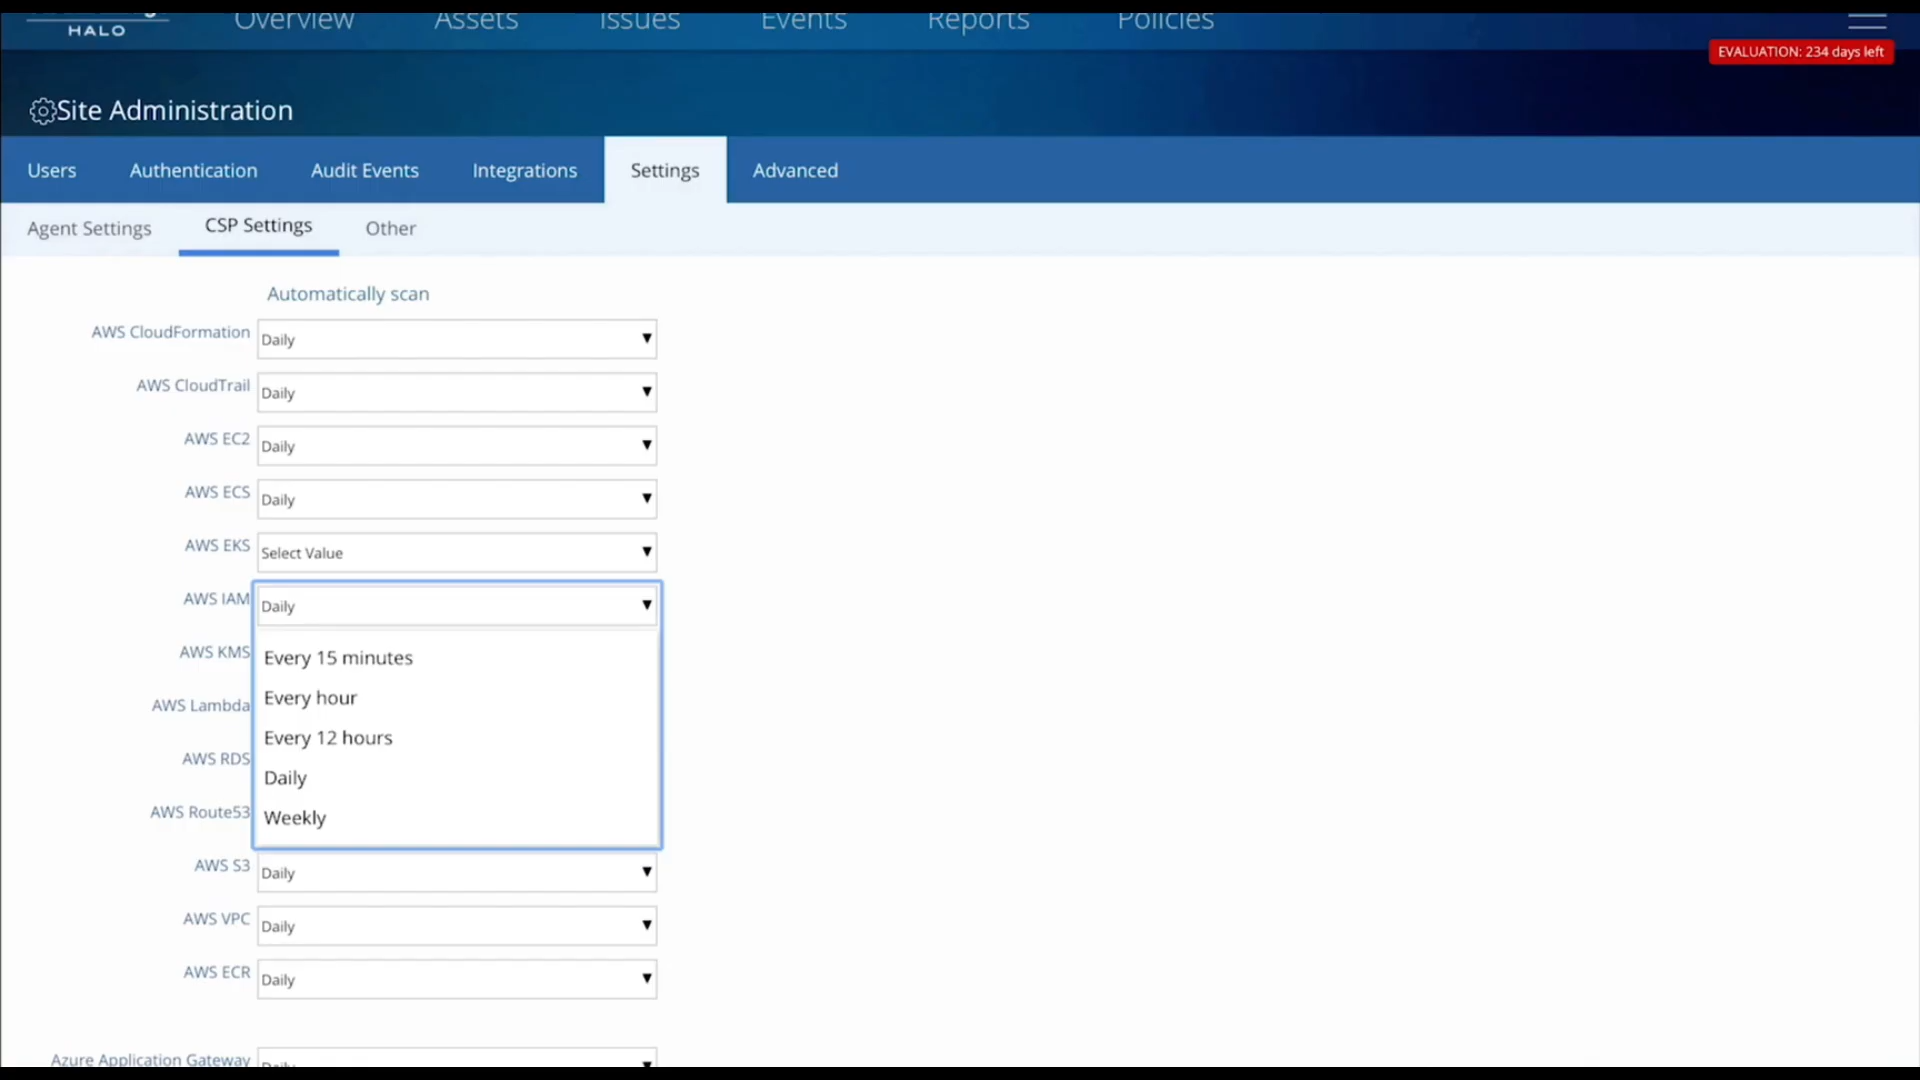 HALO
Overview Assets Issues Events Reports Policies
EVALUATION: 234 days left
Site Administration
Users Authentication Audit Events Integrations Settings Advanced
Agent Settings CSP Settings Other
Automatically scan
AWS CloudFormation Daily
AWS CloudTrail Daily
AWS EC2 Daily
AWS ECS Daily
AWS EKS Select Value
AWS IAM Daily
Every 15 minutes
AWS KMS
Every hour
AWS Lambda
Every 12 hours
AWS RDS
Daily
AWS Route53
Weekly
AWS S3 Daily
AWS VPC Daily
AWS ECR Daily
Azure Application Gateway Daily